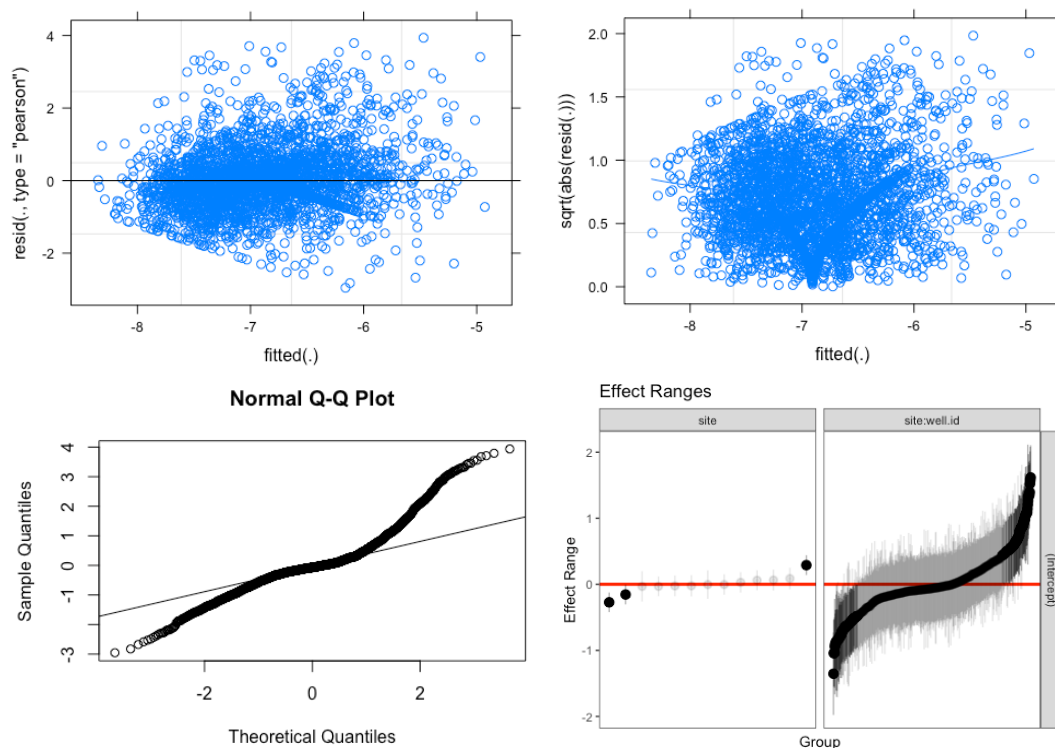 resid(., type = "pearson")
4
2
0
-2
-8
-7
-6
-5
fitted(.)
sqrt(abs(resid(.)))
2.0
1.5
1.0
0.5
0.0
-8
-7
-6
-5
fitted(.)
Normal Q-Q Plot
Sample Quantiles
4
3
2
1
0
-1
-3
-2
0
2
Theoretical Quantiles
Effect Ranges
site
site:well.id
Effect Range
2
1
0
-1
-2
(Intercept)
Group